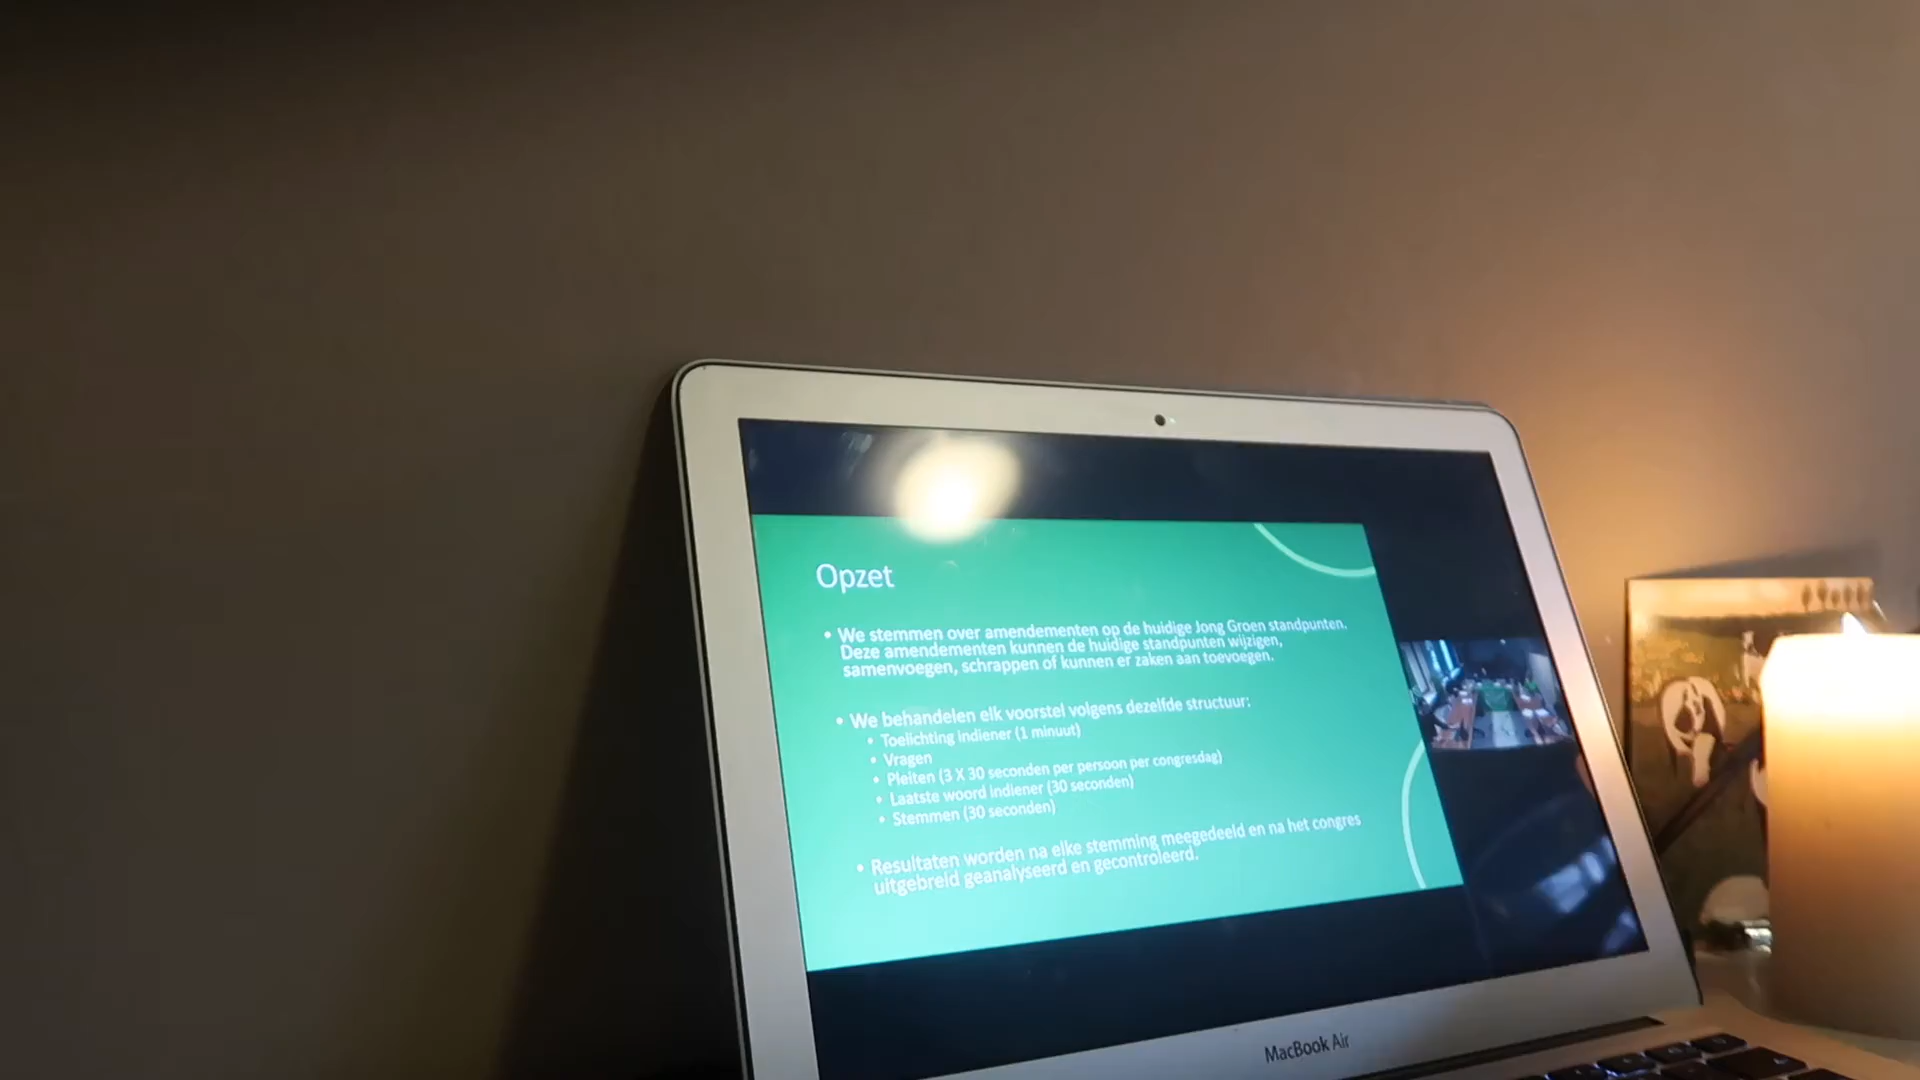 Opzet
• We stemmen over amendementen op de huidige Jong Groen standpunten.
Deze amendementen kunnen de huidige standpunten wijzigen,
samenvoegen, schrappen of kunnen er zaken aan toevoegen.
• We behandelen elk voorstel volgens dezelfde structuur:
• Toelichting indiener (1 minuut)
• Vragen
• Pleiten (3 X 30 seconden per persoon per congresdag)
• Laatste woord indiener (30 seconden)
• Stemmen (30 seconden)
• Resultaten worden na elke stemming meegedeeld en na het congres
uitgebreid geanalyseerd en gecontroleerd.
MacBook Air